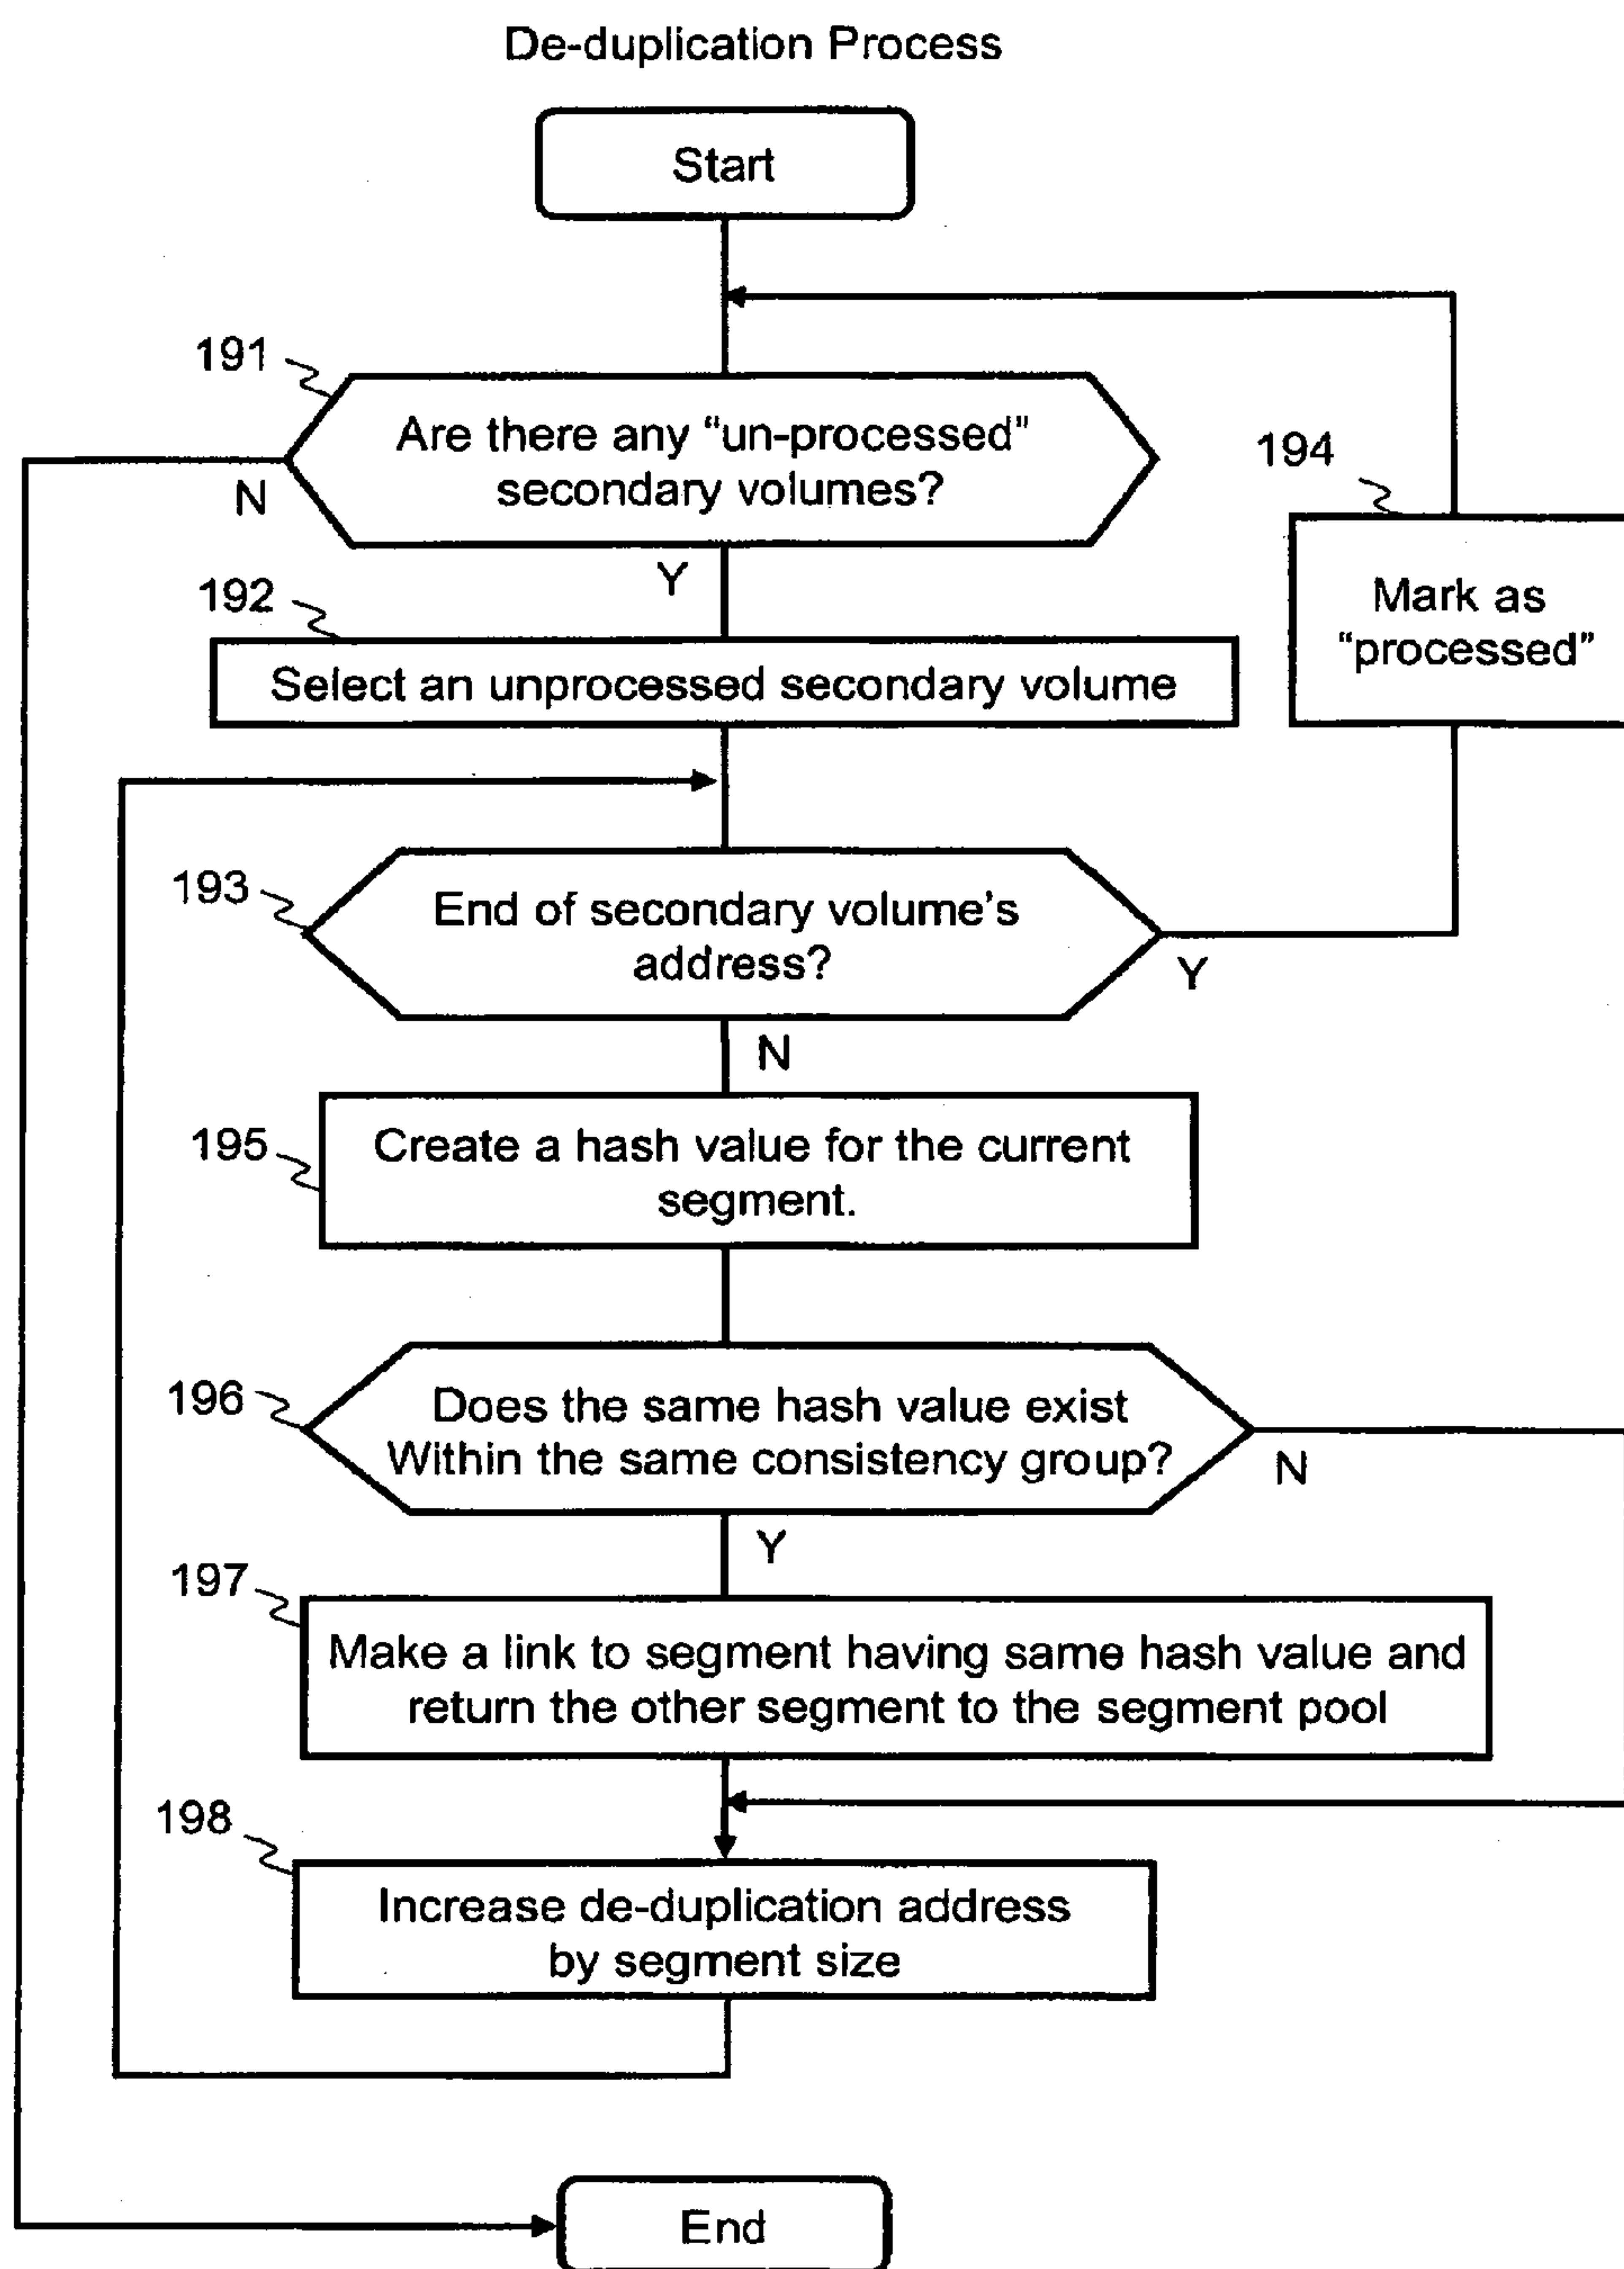 De-duplication Process
Start
191
Are there any “un-processed”
secondary volumes?
N
Y
194
Mark as
“processed”
192
Select an unprocessed secondary volume
193
End of secondary volume’s
address?
Y
N
195
Create a hash value for the current
segment.
196
Does the same hash value exist
Within the same consistency group?
N
Y
197
Make a link to segment having same hash value and
return the other segment to the segment pool
198
Increase de-duplication address
by segment size
End